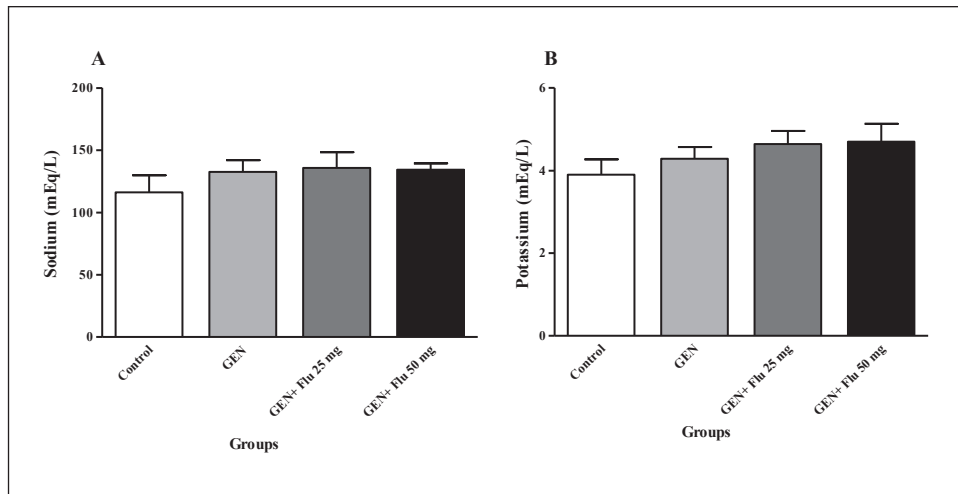 A
Sodium (mEq/L)
200
150
100
50
0
Control
GEN
GEN+ Flu 25 mg
GEN+ Flu 50 mg
Groups
B
Potassium (mEq/L)
6
4
2
0
Control
GEN
GEN+ Flu 25 mg
GEN+ Flu 50 mg
Groups